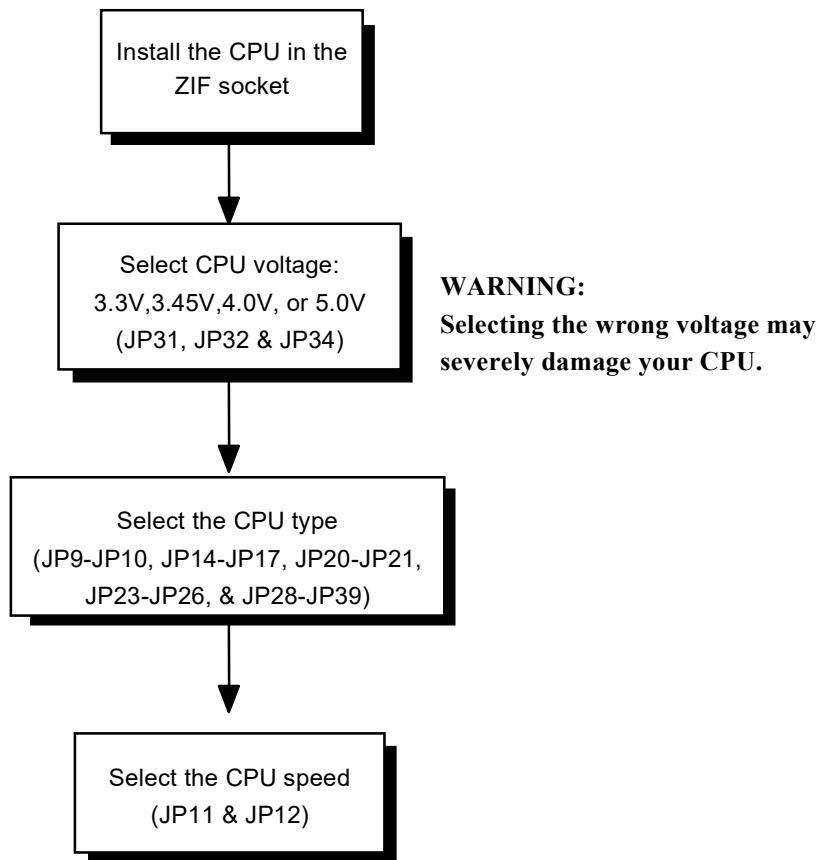 Install the CPU in the
ZIF socket
Select CPU voltage:
3.3V,3.45V,4.0V, or 5.0V
(JP31, JP32 & JP34)
WARNING:
Selecting the wrong voltage may
severely damage your CPU.
Select the CPU type
(JP9-JP10, JP14-JP17, JP20-JP21,
JP23-JP26, & JP28-JP39)
Select the CPU speed
(JP11 & JP12)